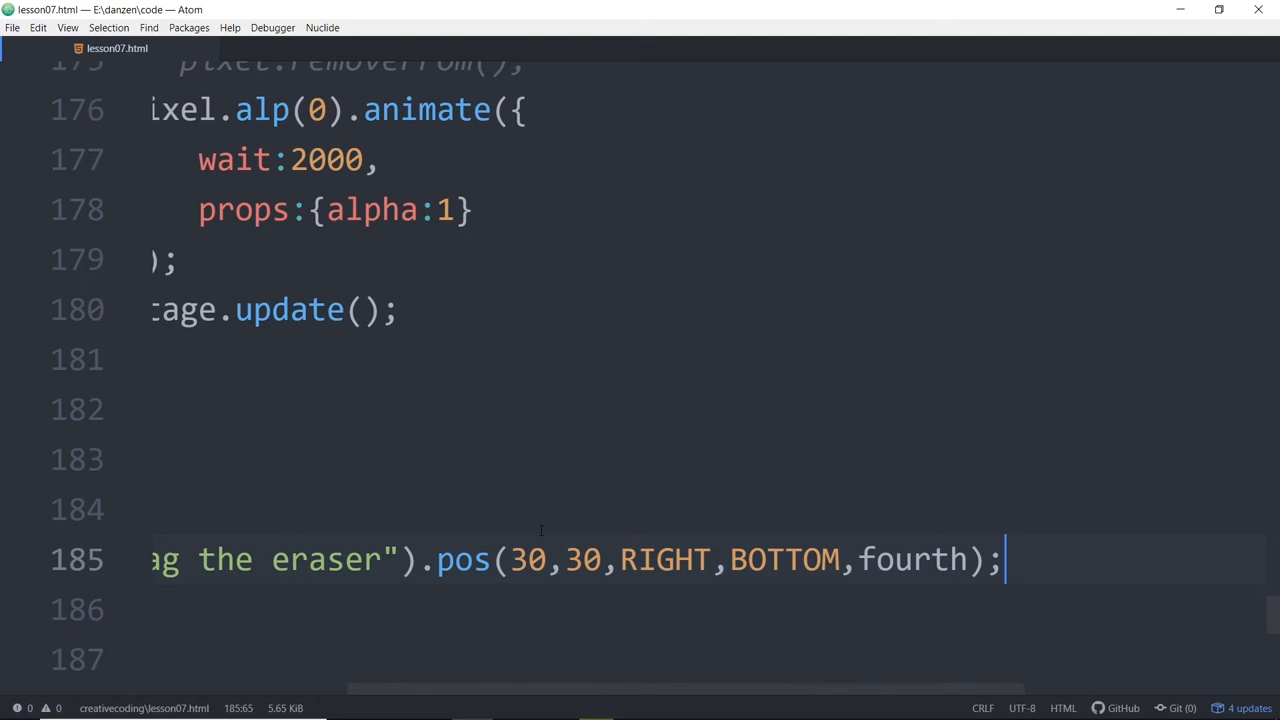 lesson07.html — E:\danzen\code — Atom
File Edit View Selection Find Packages Help Debugger Nuclide
lesson07.html
175 pixel.removeFrom();
176 ixel.alp(0).animate({
177 wait:2000,
178 props:{alpha:1}
179 );
180 tage.update();
181
182
183
184
185 ag the eraser").pos(30,30,RIGHT,BOTTOM,fourth);
186
187
0 0 creativecoding\lesson07.html 185:65 5.65 KiB CRLF UTF-8 HTML GitHub Git (0) 4 updates